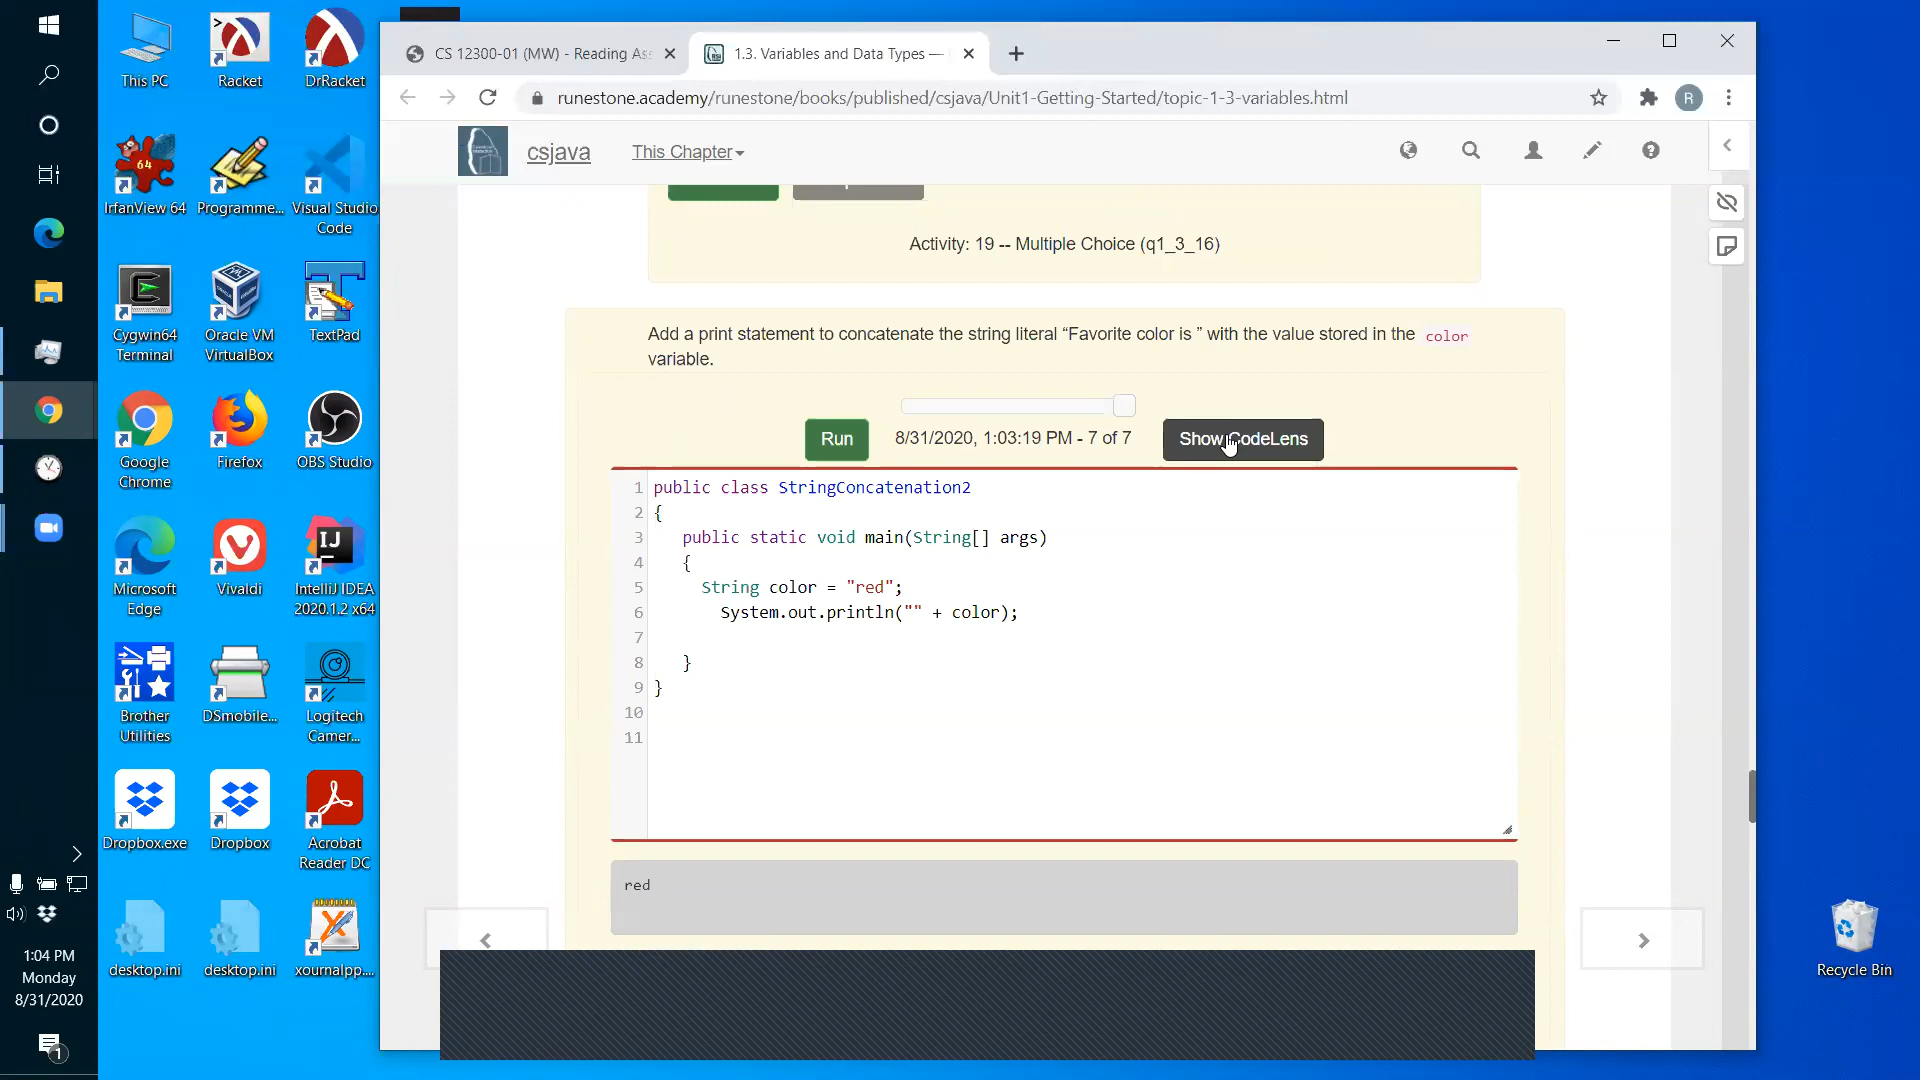 This PC
Racket
DrRacket
IrfanView 64
Programme...
Visual Studio
Code
Cygwin64
Terminal
Oracle VM
VirtualBox
TextPad
Google
Chrome
Firefox
OBS Studio
Microsoft
Edge
Vivaldi
IntelliJ IDEA
2020.1.2 x64
Brother
Utilities
DSmobile...
Logitech
Camer...
Dropbox.exe
Dropbox
Acrobat
Reader DC
desktop.ini
desktop.ini
xournalpp....
1:04 PM
Monday
8/31/2020
1
CS 12300-01 (MW) - Reading As
1.3. Variables and Data Types —
runestone.academy/runestone/books/published/csjava/Unit1-Getting-Started/topic-1-3-variables.html
R
csjava
This Chapter
Activity: 19 -- Multiple Choice (q1_3_16)
Add a print statement to concatenate the string literal “Favorite color is ” with the value stored in the color
variable.
Run
8/31/2020, 1:03:19 PM - 7 of 7
Show CodeLens
1 public class StringConcatenation2
2 {
3 public static void main(String[] args)
4 {
5 String color = "red";
6 System.out.println("" + color);
7
8 }
9 }
10
11
red
Recycle Bin